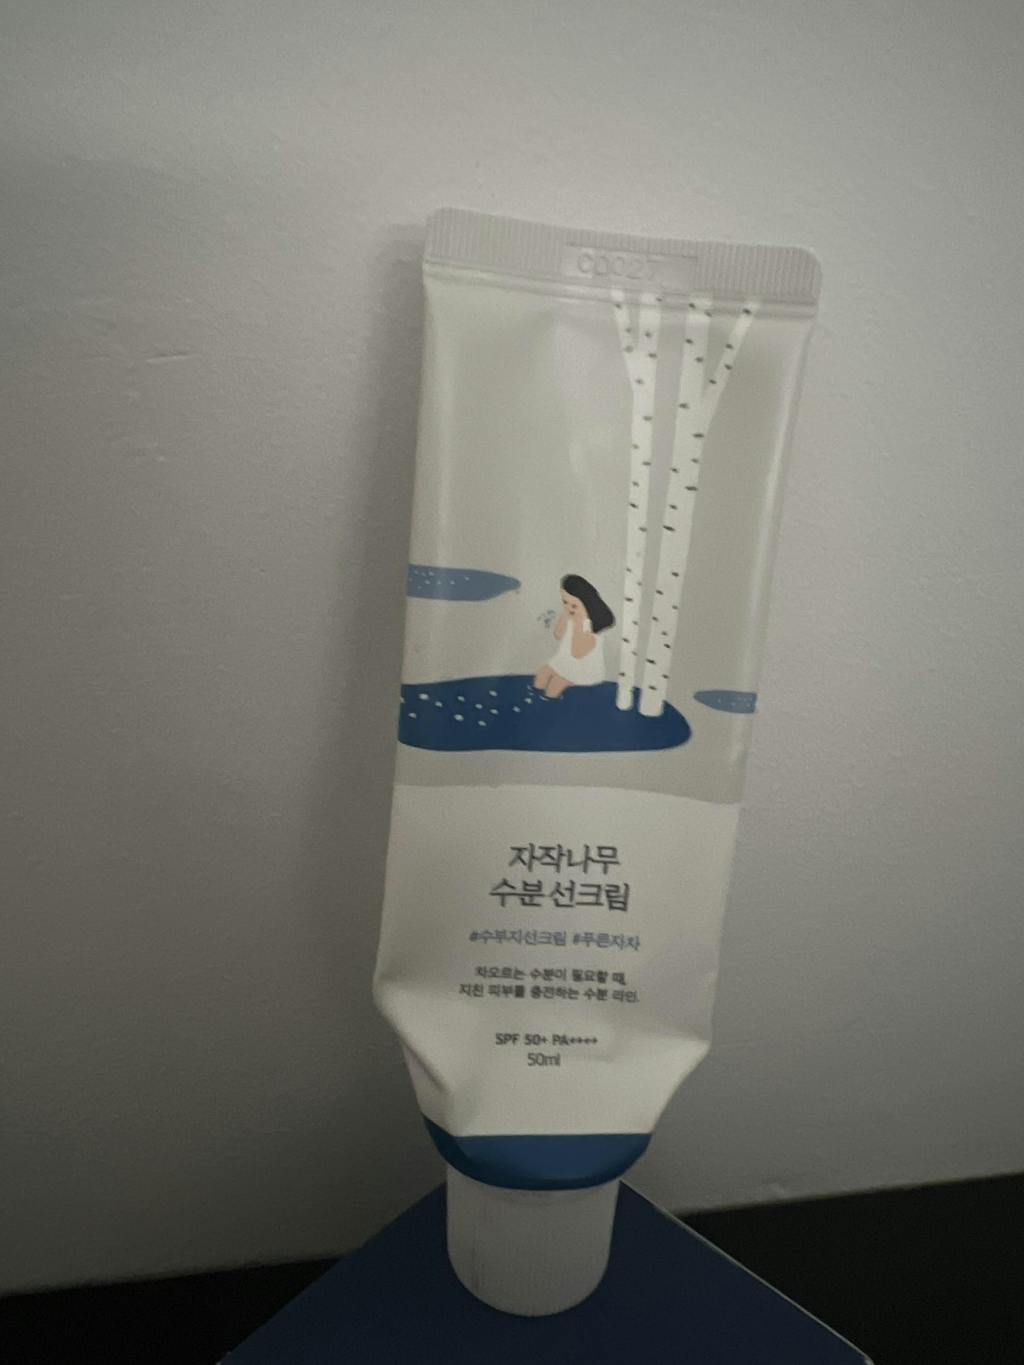 자작나무
수분 선크림
#수부지선크림 #푸른자차
차오르는 수분이 필요할 때,
지친 피부를 충전하는 수분 라인.
SPF 50+ PA++++
50ml